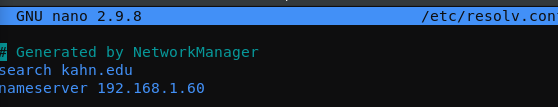 GNU nano 2.9.8 /etc/resolv.con
# Generated by NetworkManager
search kahn.edu
nameserver 192.168.1.60